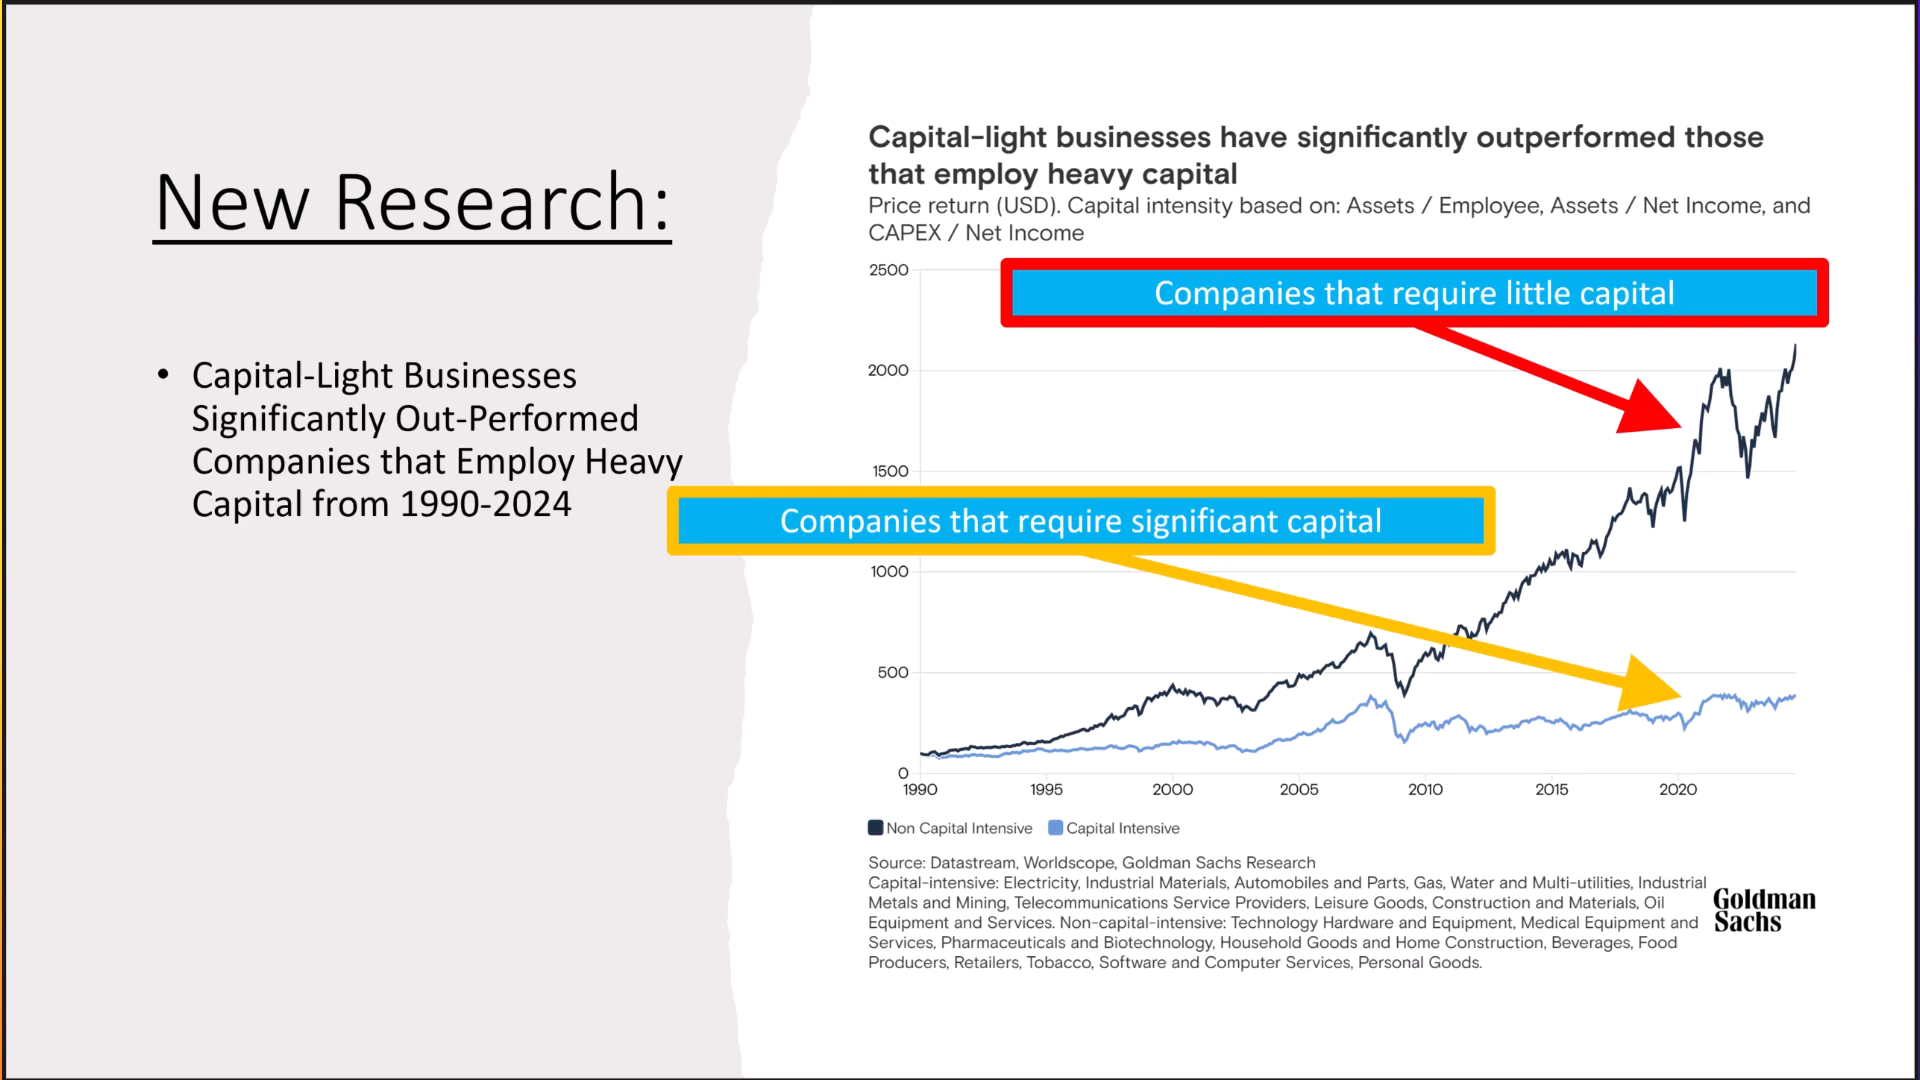 New Research:
• Capital-Light Businesses
Significantly Out-Performed
Companies that Employ Heavy
Capital from 1990-2024
Capital-light businesses have significantly outperformed those
that employ heavy capital
Price return (USD). Capital intensity based on: Assets / Employee, Assets / Net Income, and
CAPEX / Net Income
2500
Companies that require little capital
2000
1500
Companies that require significant capital
1000
500
0
1990 1995 2000 2005 2010 2015 2020
Non Capital Intensive Capital Intensive
Source: Datastream, Worldscope, Goldman Sachs Research
Capital-intensive: Electricity, Industrial Materials, Automobiles and Parts, Gas, Water and Multi-utilities, Industrial
Metals and Mining, Telecommunications Service Providers, Leisure Goods, Construction and Materials, Oil
Equipment and Services. Non-capital-intensive: Technology Hardware and Equipment, Medical Equipment and
Services, Pharmaceuticals and Biotechnology, Household Goods and Home Construction, Beverages, Food
Producers, Retailers, Tobacco, Software and Computer Services, Personal Goods.
Goldman
Sachs